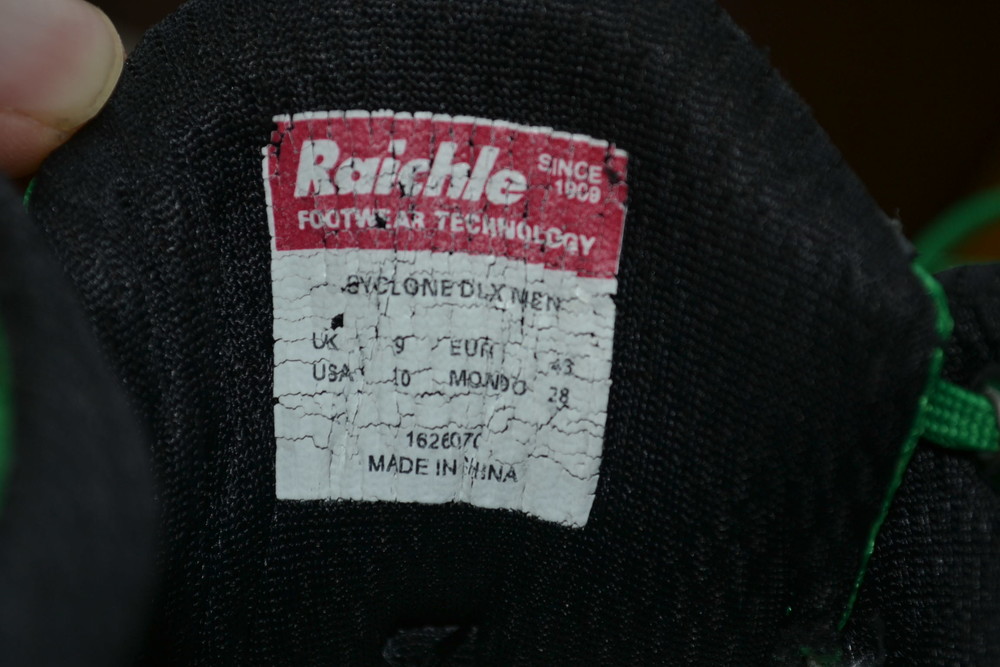 Raichle
SINCE
1909
FOOTWEAR TECHNOLOGY
CYCLONE DLX MEN
UK 9 EUR 43
USA 10 MONDO 28
MADE IN CHINA